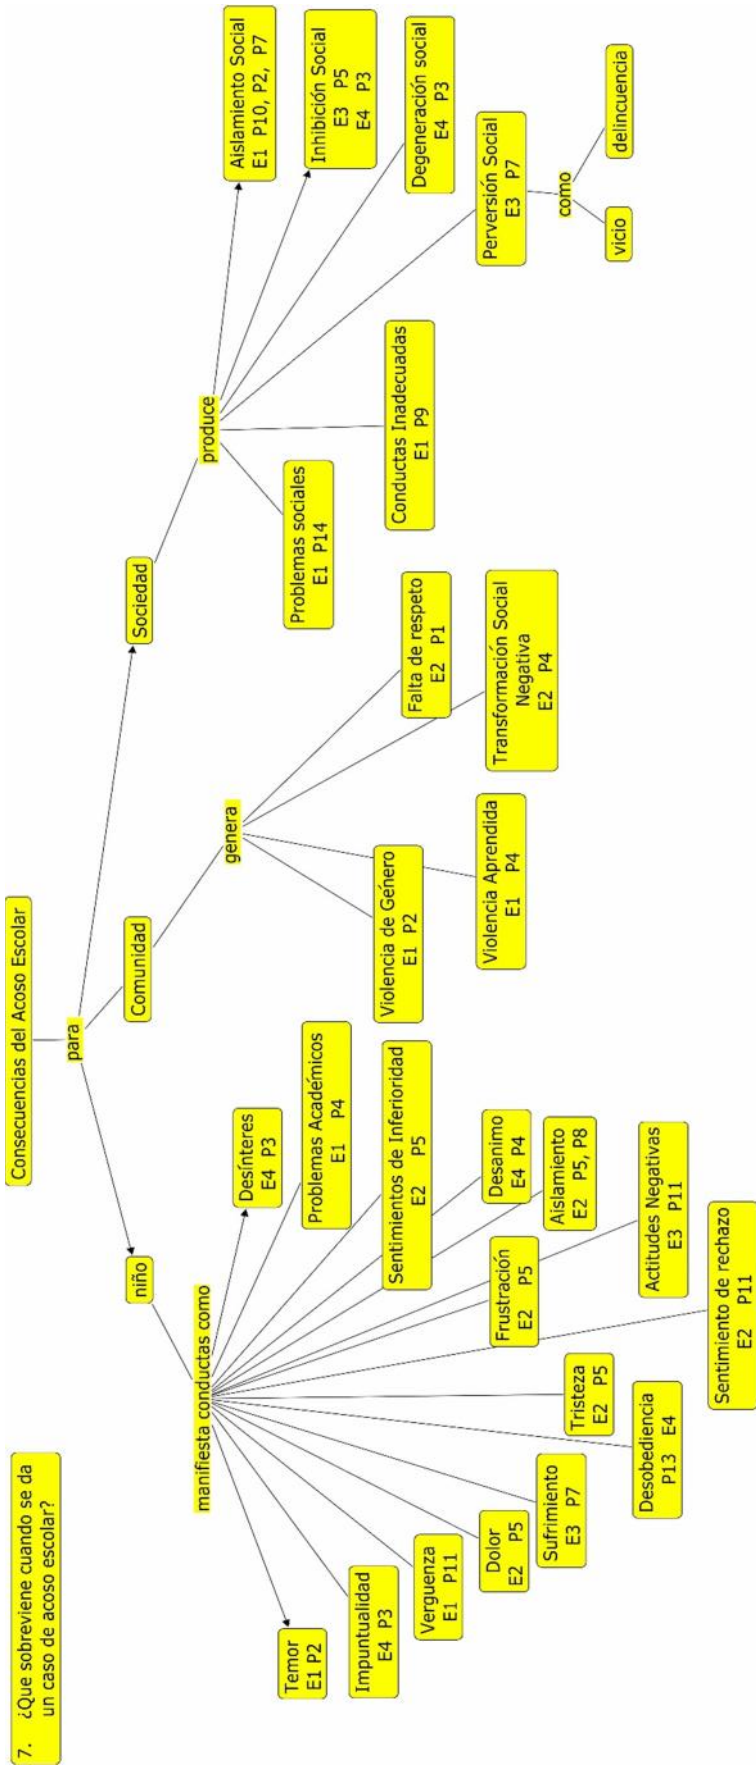 7. ¿Que sobreviene cuando se da
un caso de acoso escolar?
Consecuencias del Acoso Escolar
para
niño
Comunidad
Sociedad
manifiesta conductas como
Temor
E1 P2
Impuntualidad
E4 P3
Verguenza
E1 P11
Dolor
E2 P5
Sufrimiento
E3 P7
Desobediencia
P13 E4
Tristeza
E2 P5
Sentimiento de rechazo
E2 P11
Frustración
E2 P5
Actitudes Negativas
E3 P11
Aislamiento
E2 P5, P8
Desanimo
E4 P4
Sentimientos de Inferioridad
E2 P5
Problemas Académicos
E1 P4
Desínteres
E4 P3
genera
Violencia de Género
E1 P2
Violencia Aprendida
E1 P4
Transformación Social
Negativa
E2 P4
Falta de respeto
E2 P1
produce
Problemas sociales
E1 P14
Conductas Inadecuadas
E1 P9
Perversión Social
E3 P7
como
vicio
delincuencia
Degeneración social
E4 P3
Inhibición Social
E3 P5
E4 P3
Aislamiento Social
E1 P10, P2, P7